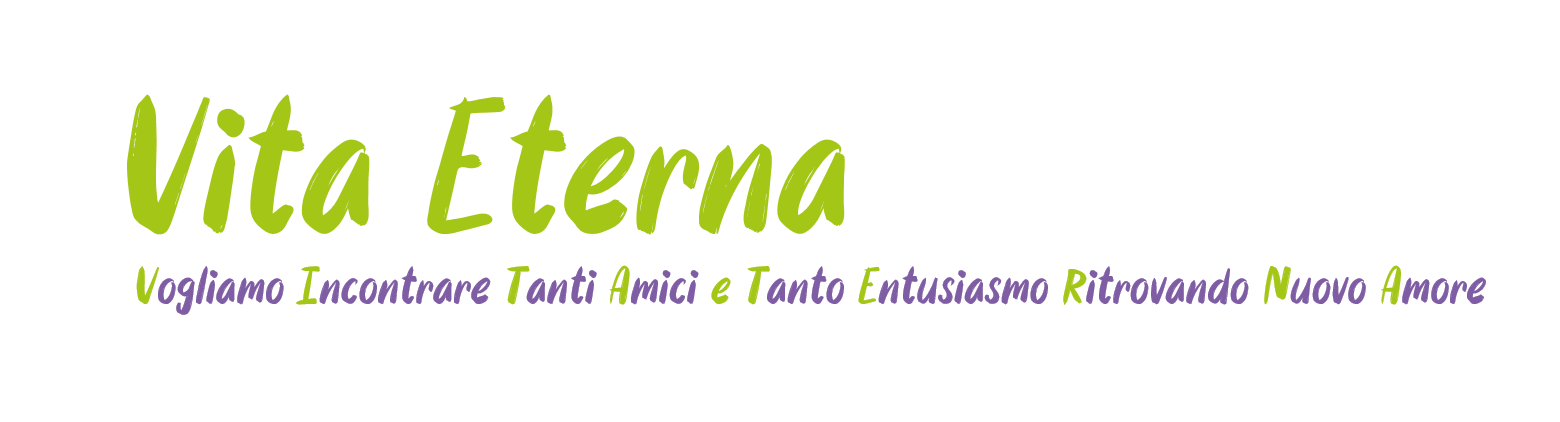 Vita Eterna
Vogliamo Incontrare Tanti Amici e Tanto Entusiasmo Ritrovando Nuovo Amore